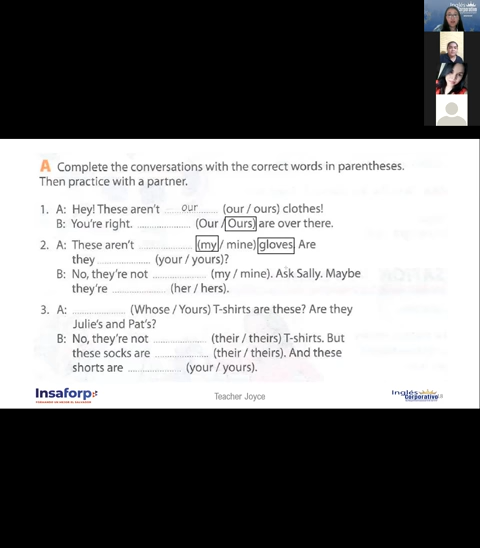 Inglés
Corporativo
A Complete the conversations with the correct words in parentheses.
Then practice with a partner.
1. A: Hey! These aren't our (our / ours) clothes!
B: You're right. (Our / Ours) are over there.
2. A: These aren't (my / mine) gloves. Are
they (your / yours)?
B: No, they're not (my / mine). Ask Sally. Maybe
they're (her / hers).
3. A: (Whose / Yours) T-shirts are these? Are they
Julie's and Pat's?
B: No, they're not (their / theirs) T-shirts. But
these socks are (their / theirs). And these
shorts are (your / yours).
Insaforp
Teacher Joyce
Inglés
Corporativo